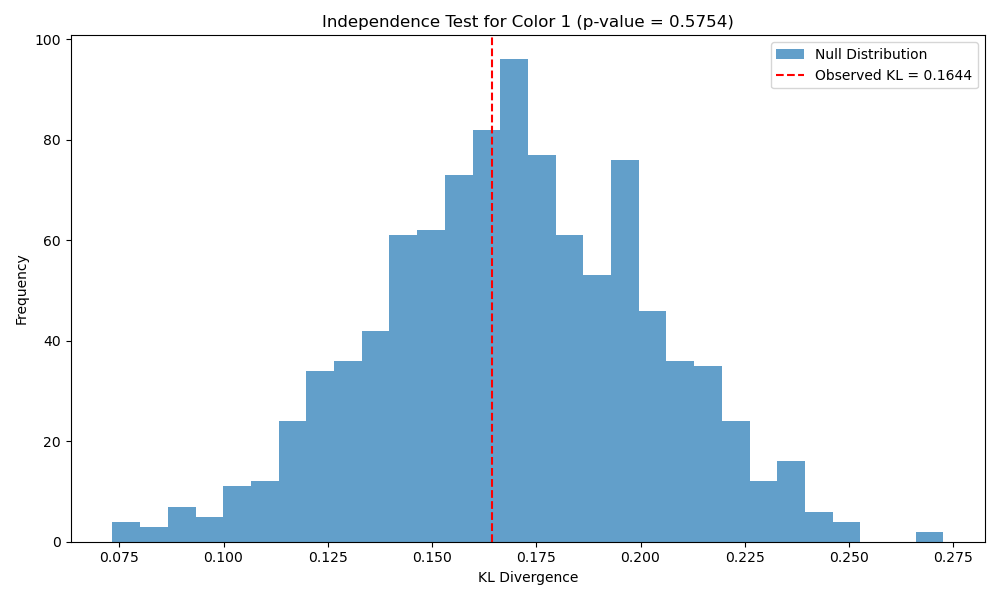 Independence Test for Color 1 (p-value = 0.5754)
Null Distribution
Observed KL = 0.1644
Frequency
100
80
60
40
20
0
0.075 0.100 0.125 0.150 0.175 0.200 0.225 0.250 0.275
KL Divergence